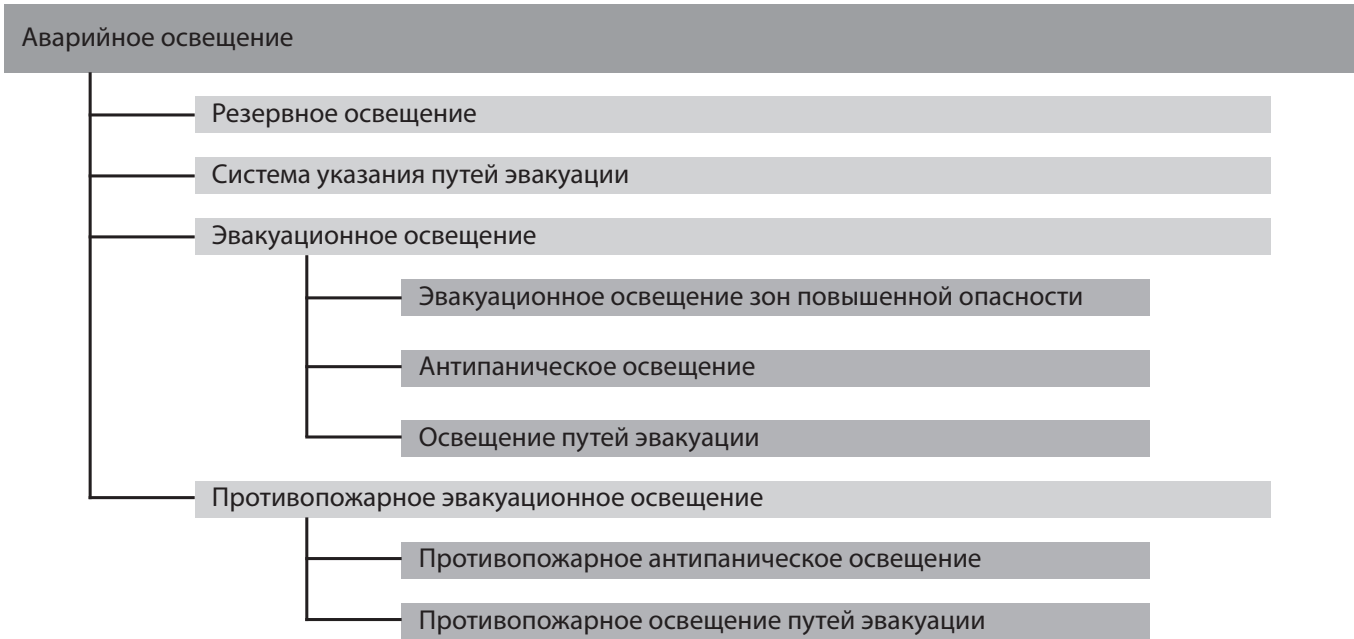 Аварийное освещение
Резервное освещение
Система указания путей эвакуации
Эвакуационное освещение
Эвакуационное освещение зон повышенной опасности
Антипаническое освещение
Освещение путей эвакуации
Противопожарное эвакуационное освещение
Противопожарное антипаническое освещение
Противопожарное освещение путей эвакуации